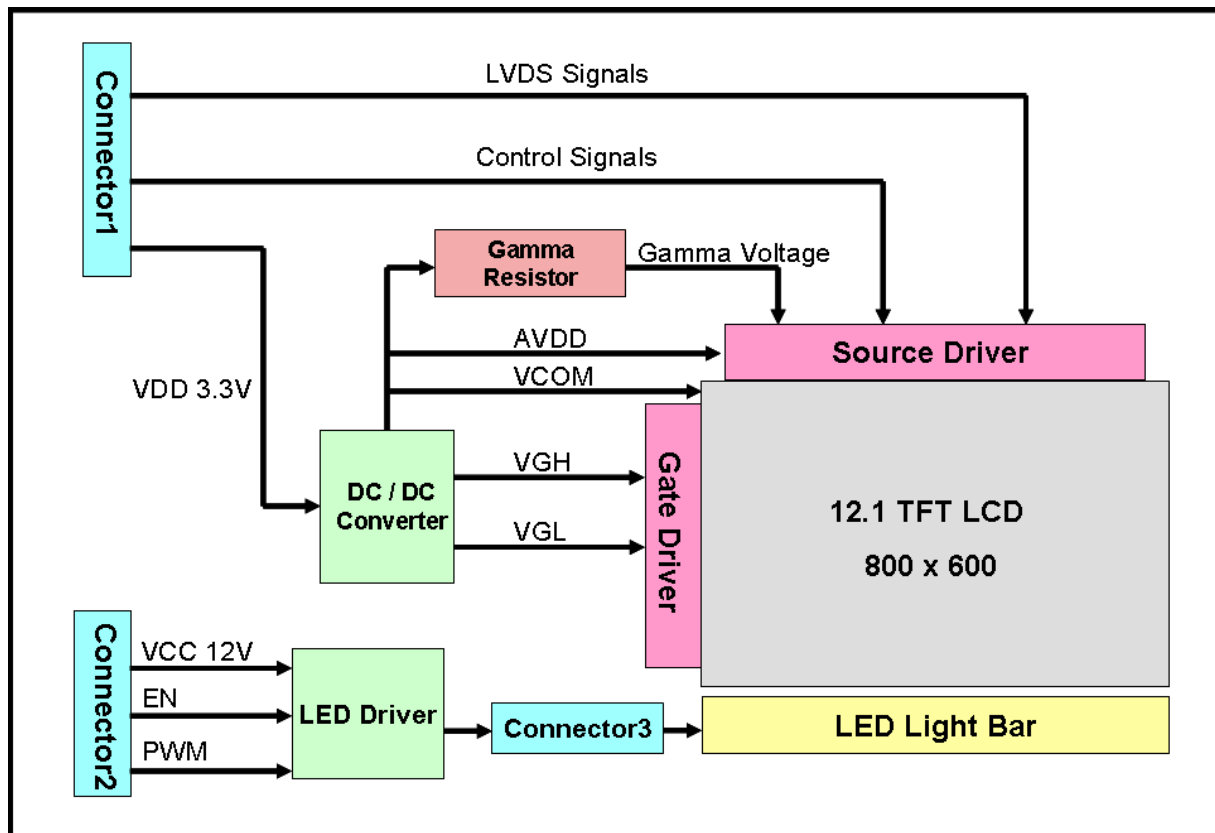 Connector1
LVDS Signals
Control Signals
Gamma
Resistor
Gamma Voltage
AVDD
VCOM
Source Driver
VDD 3.3V
DC / DC
Converter
VGH
VGL
Gate Driver
12.1 TFT LCD
800 x 600
Connector2
VCC 12V
EN
PWM
LED Driver
Connector3
LED Light Bar